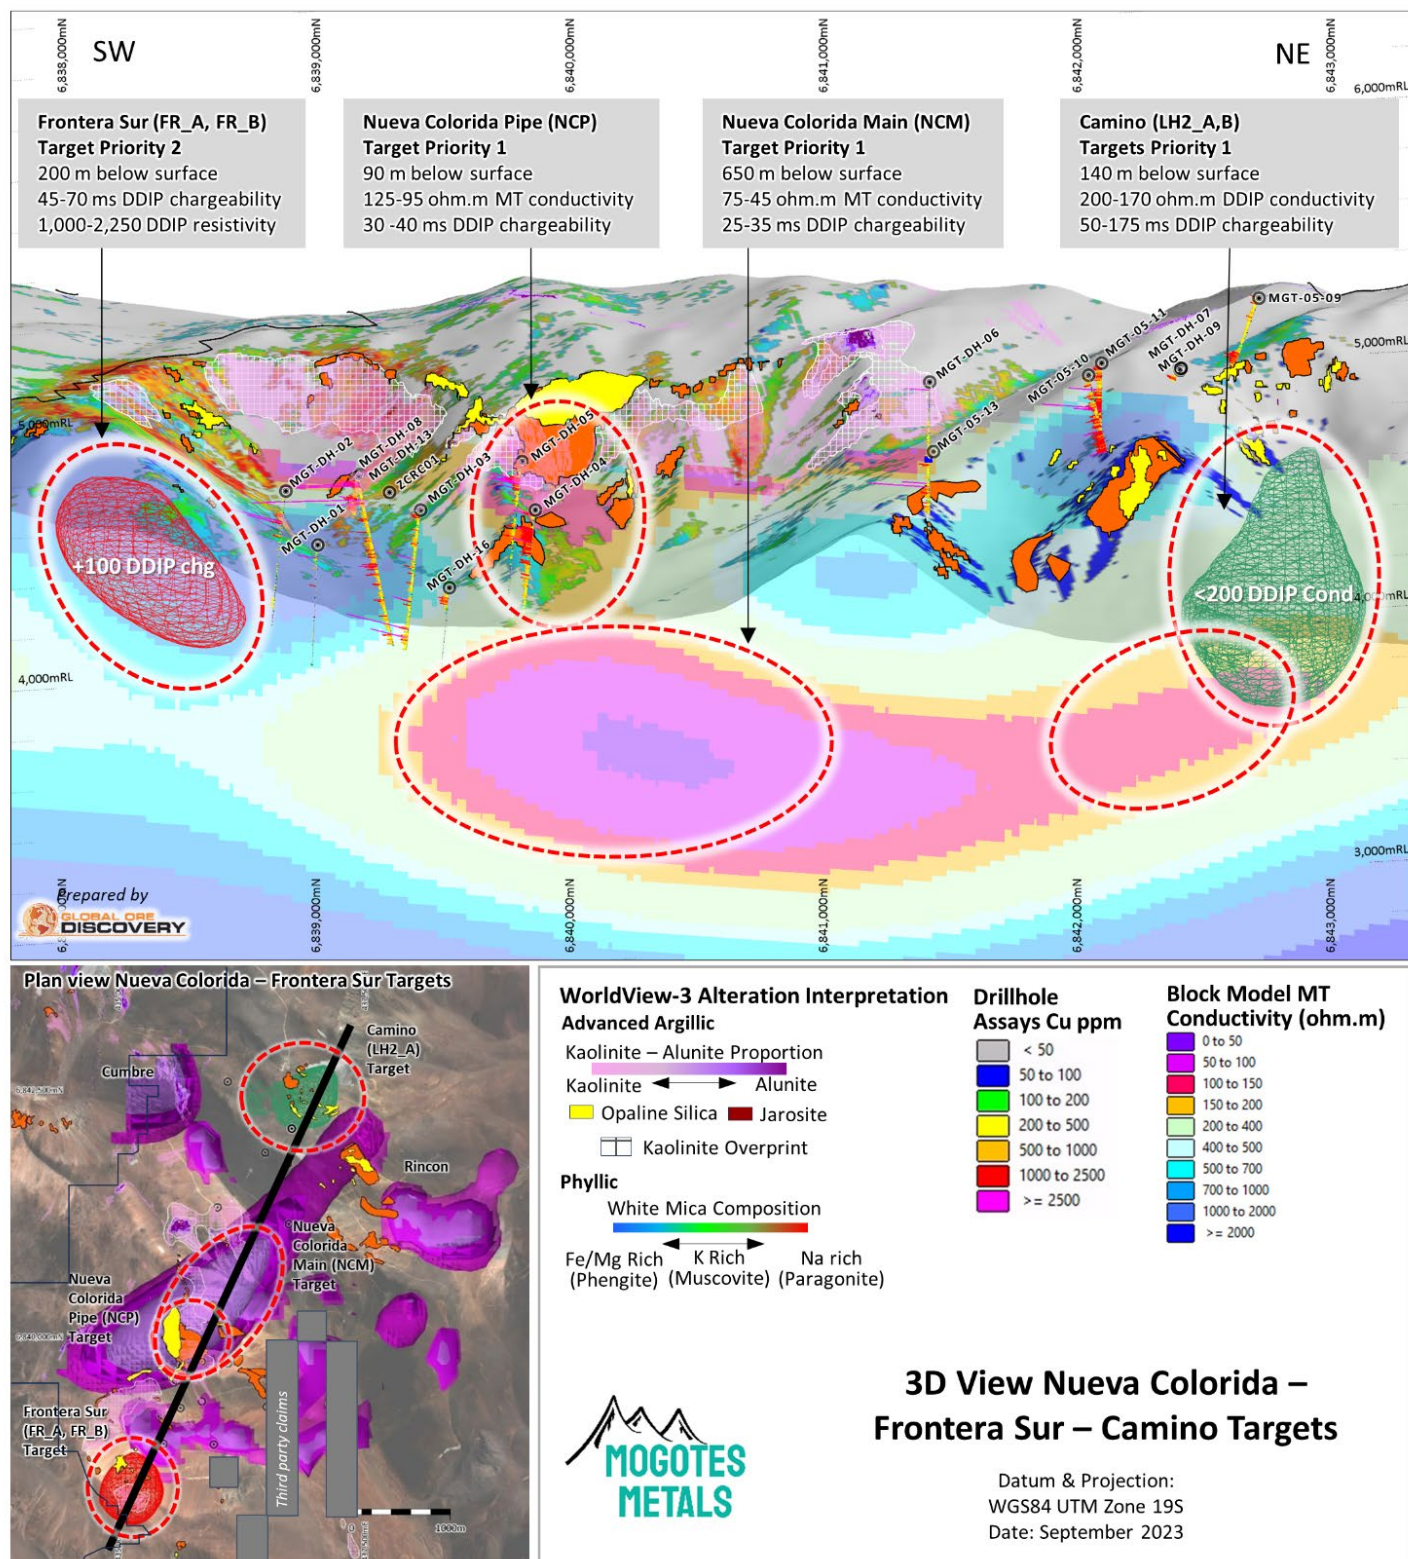 6,838,000mN
6,839,000mN
6,840,000mN
6,841,000mN
6,842,000mN
6,843,000mN
SW
NE
6,000mRL
Frontera Sur (FR_A, FR_B)
Target Priority 2
200 m below surface
45-70 ms DDIP chargeability
1,000-2,250 DDIP resistivity
Nueva Colorida Pipe (NCP)
Target Priority 1
90 m below surface
125-95 ohm.m MT conductivity
30 -40 ms DDIP chargeability
Nueva Colorida Main (NCM)
Target Priority 1
650 m below surface
75-45 ohm.m MT conductivity
25-35 ms DDIP chargeability
Camino (LH2_A,B)
Targets Priority 1
140 m below surface
200-170 ohm.m DDIP conductivity
50-175 ms DDIP chargeability
MGT-05-09
5,000mRL
MGT-DH-07
MGT-DH-09
MGT-05-11
MGT-05-10
MGT-DH-06
MGT-05-13
5,000mRL
MGT-DH-02
MGT-DH-08
MGT-DH-13
ZCRC01
MGT-DH-03
MGT-DH-05
MGT-DH-04
MGT-DH-01
MGT-DH-16
+100 DDIP chg
<200 DDIP Cond
4,000mRL
4,000mRL
3,000mRL
Prepared by
GLOBAL ORE
DISCOVERY
6,839,000mN
6,840,000mN
6,841,000mN
6,842,000mN
6,843,000mN
Plan view Nueva Colorida – Frontera Sur Targets
Camino
(LH2_A)
Target
Cumbre
6,842,500mN
Rincon
Nueva
Colorida
Main (NCM)
Target
Nueva
Colorida
Pipe (NCP)
Target
6,840,000mN
Frontera Sur
(FR_A, FR_B)
Target
Third party claims
1000m
WorldView-3 Alteration Interpretation
Advanced Argillic
Kaolinite – Alunite Proportion
Kaolinite
Alunite
Opaline Silica
Jarosite
Kaolinite Overprint
Phyllic
White Mica Composition
Fe/Mg Rich
(Phengite)
K Rich
(Muscovite)
Na rich
(Paragonite)
Drillhole
Assays Cu ppm
< 50
50 to 100
100 to 200
200 to 500
500 to 1000
1000 to 2500
>= 2500
Block Model MT
Conductivity (ohm.m)
0 to 50
50 to 100
100 to 150
150 to 200
200 to 400
400 to 500
500 to 700
700 to 1000
1000 to 2000
>= 2000
MOGOTES
METALS
3D View Nueva Colorida –
Frontera Sur – Camino Targets
Datum & Projection:
WGS84 UTM Zone 19S
Date: September 2023